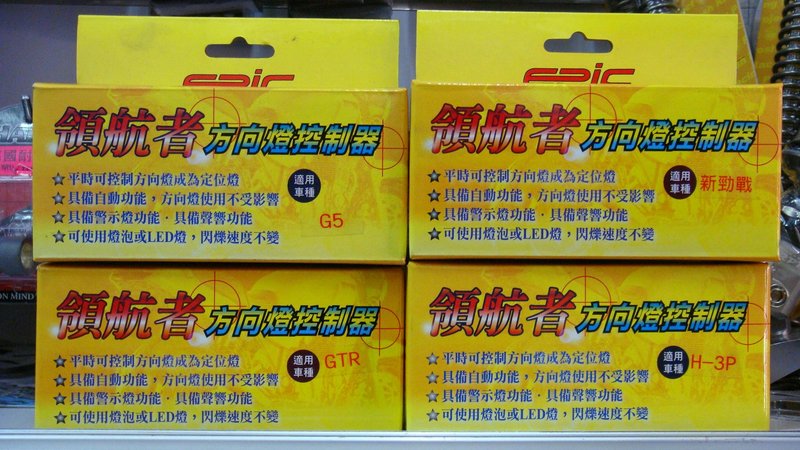 EPIC
領航者 方向燈控制器
☆平時可控制方向燈成為定位燈
☆具備自動功能，方向燈使用不受影響
☆具備警示燈功能·具備聲響功能
☆可使用燈泡或LED燈，閃爍速度不變
適用
車種
G5
EPIC
領航者 方向燈控制器
☆平時可控制方向燈成為定位燈
☆具備自動功能，方向燈使用不受影響
☆具備警示燈功能·具備聲響功能
☆可使用燈泡或LED燈，閃爍速度不變
適用
車種
新勁戰
領航者 方向燈控制器
☆平時可控制方向燈成為定位燈
☆具備自動功能，方向燈使用不受影響
☆具備警示燈功能·具備聲響功能
☆可使用燈泡或LED燈，閃爍速度不變
適用
車種
GTR
領航者 方向燈控制器
☆平時可控制方向燈成為定位燈
☆具備自動功能，方向燈使用不受影響
☆具備警示燈功能·具備聲響功能
☆可使用燈泡或LED燈，閃爍速度不變
適用
車種
H-3P
ON MIND